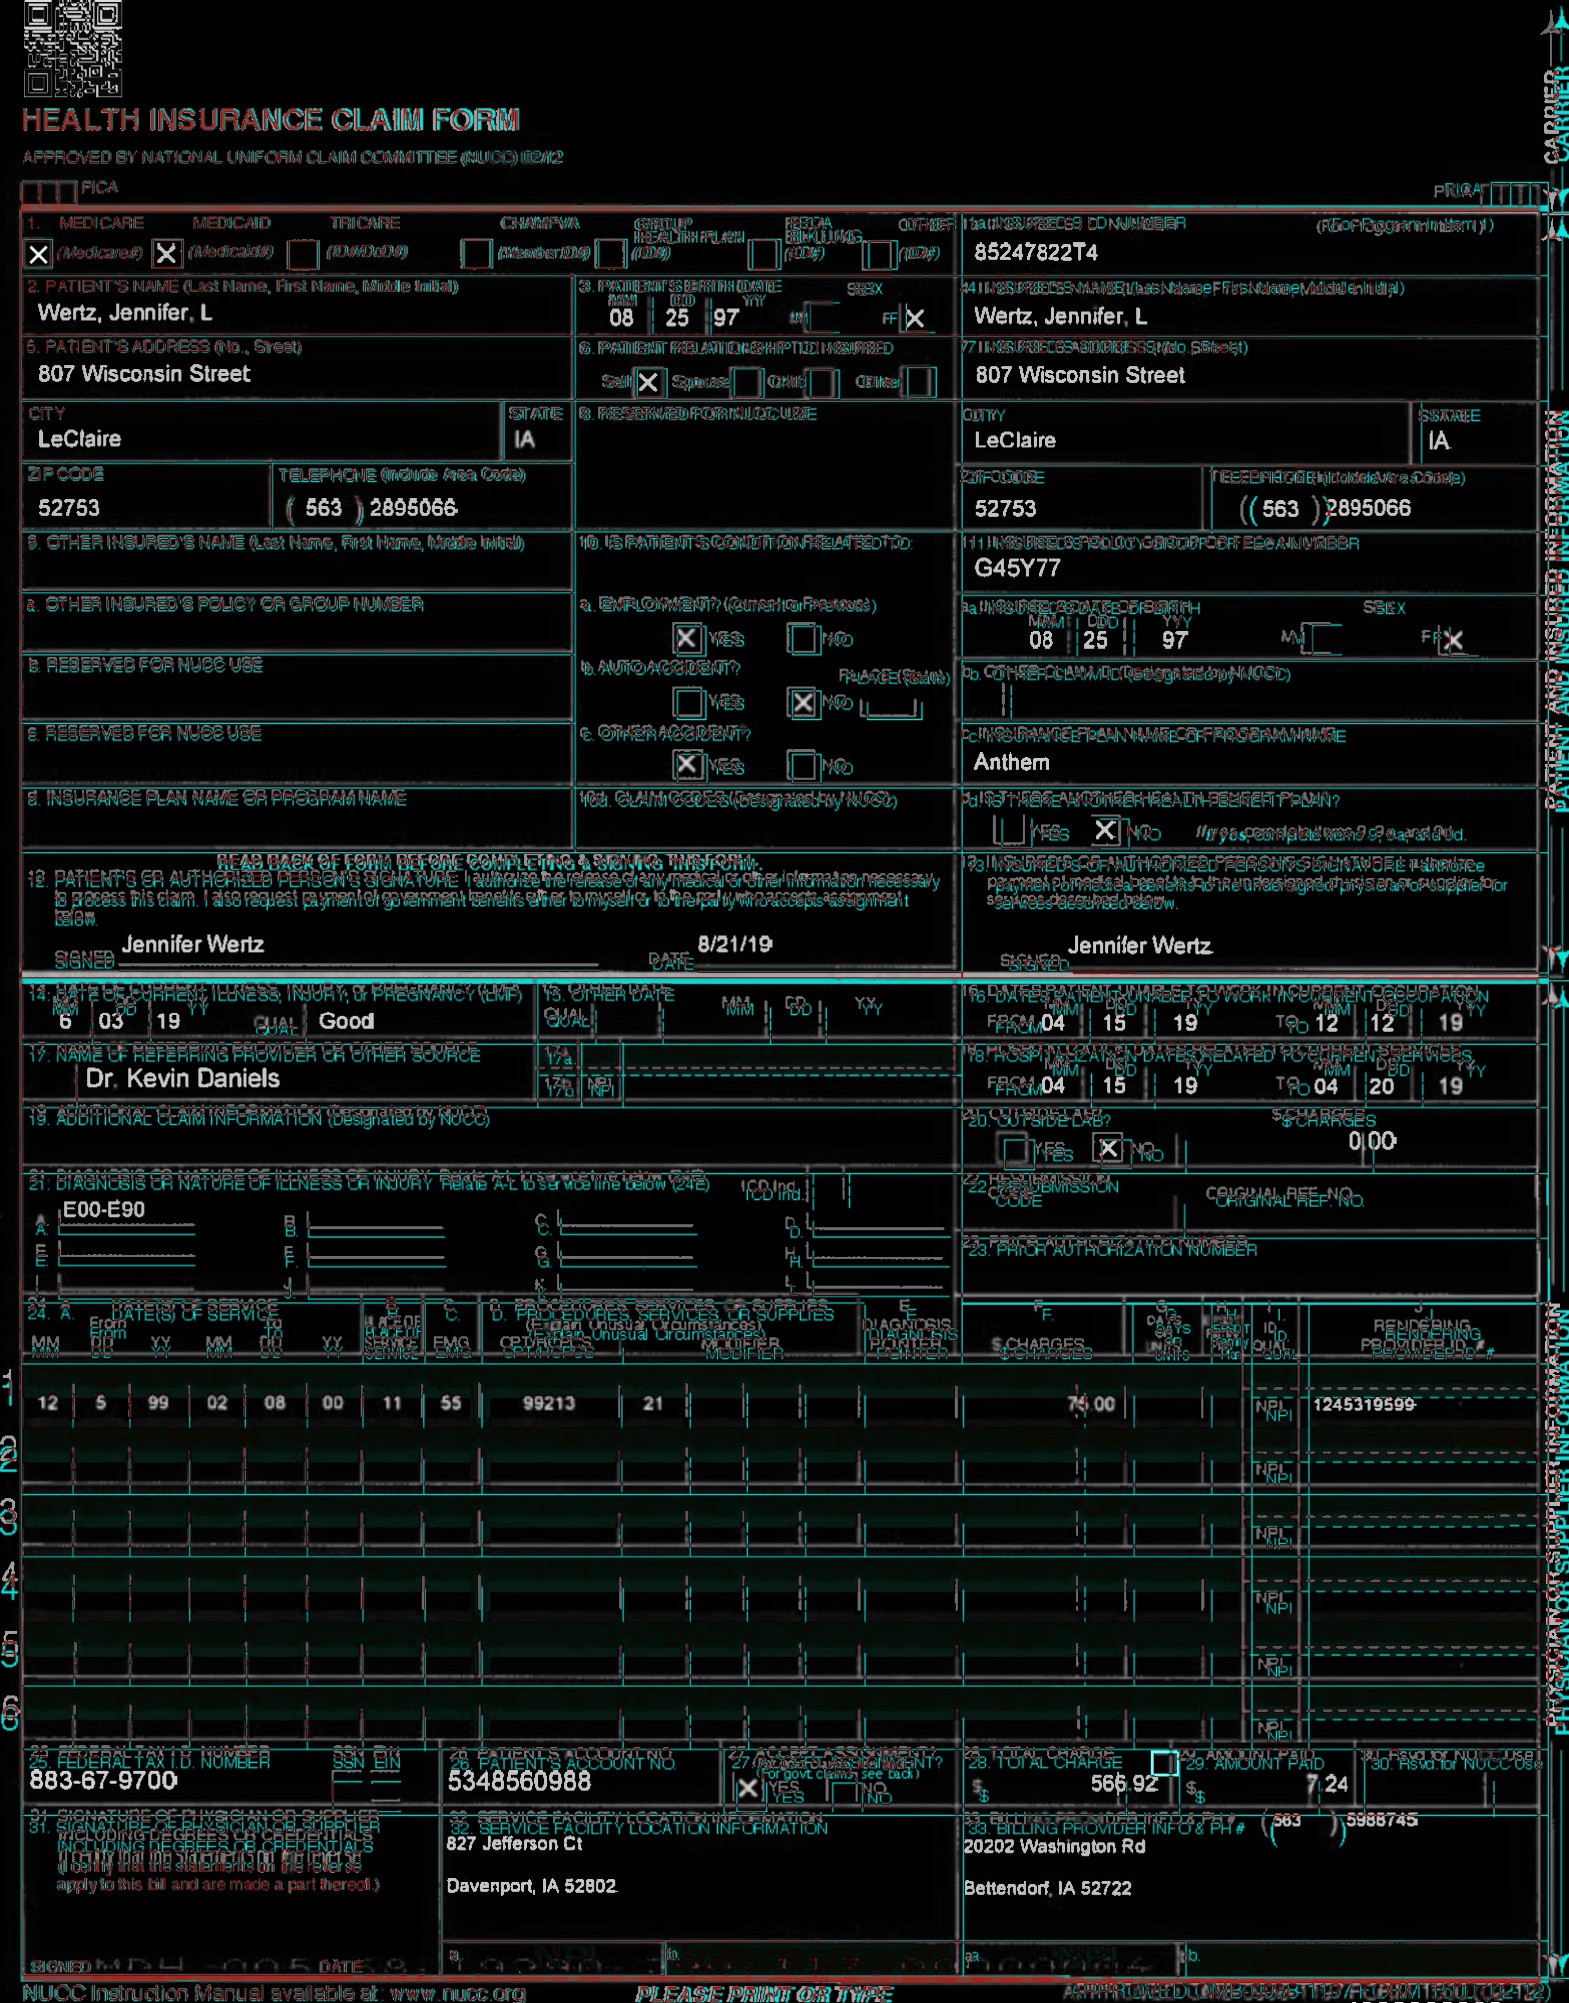 HEALTH INSURANCE CLAIM FORM
APPROVED BY NATIONAL UNIFORM CLAIM COMMITTEE (NUCC) 02/12
PICA
PICA
CARRIER
1. MEDICARE MEDICAID TRICARE CHAMPVA GROUP HEALTH PLAN FECA BLK LUNG OTHER 1a. INSURED'S I.D. NUMBER (For Program in Item 1)
X (Medicare#) X (Medicaid#) (ID#/DoD#) (Member ID#) (ID#) (ID#) (ID#) 85247822T4
2. PATIENT'S NAME (Last Name, First Name, Middle Initial) 3. PATIENT'S BIRTH DATE SEX 4. INSURED'S NAME (Last Name, First Name, Middle Initial)
MM DD YY
Wertz, Jennifer, L 08 25 97 M F X Wertz, Jennifer, L
5. PATIENT'S ADDRESS (No., Street) 6. PATIENT RELATIONSHIP TO INSURED 7. INSURED'S ADDRESS (No., Street)
807 Wisconsin Street Self X Spouse Child Other 807 Wisconsin Street
CITY STATE 8. RESERVED FOR NUCC USE CITY STATE
LeClaire IA LeClaire IA
ZIP CODE TELEPHONE (Include Area Code) ZIP CODE TELEPHONE (Include Area Code)
52753 ( 563 ) 2895066 52753 ( 563 ) 2895066
9. OTHER INSURED'S NAME (Last Name, First Name, Middle Initial) 10. IS PATIENT'S CONDITION RELATED TO: 11. INSURED'S POLICY GROUP OR FECA NUMBER
G45Y77
a. OTHER INSURED'S POLICY OR GROUP NUMBER a. EMPLOYMENT? (Current or Previous) a. INSURED'S DATE OF BIRTH SEX
MM DD YY
X YES NO 08 25 97 M F X
b. RESERVED FOR NUCC USE b. AUTO ACCIDENT? PLACE (State) b. OTHER CLAIM ID (Designated by NUCC)
YES X NO
c. RESERVED FOR NUCC USE c. OTHER ACCIDENT? c. INSURANCE PLAN NAME OR PROGRAM NAME
X YES NO Anthem
d. INSURANCE PLAN NAME OR PROGRAM NAME 10d. CLAIM CODES (Designated by NUCC) d. IS THERE ANOTHER HEALTH BENEFIT PLAN?
YES X NO If yes, complete items 9, 9a, and 9d.
PATIENT AND INSURED INFORMATION
READ BACK OF FORM BEFORE COMPLETING & SIGNING THIS FORM.
12. PATIENT'S OR AUTHORIZED PERSON'S SIGNATURE I authorize the release of any medical or other information necessary
to process this claim. I also request payment of government benefits either to myself or to the party who accepts assignment
below.
13. INSURED'S OR AUTHORIZED PERSON'S SIGNATURE I authorize
payment of medical benefits to the undersigned physician or supplier for
services described below.
SIGNED Jennifer Wertz DATE 8/21/19 SIGNED Jennifer Wertz
14. DATE OF CURRENT ILLNESS, INJURY, or PREGNANCY (LMP) 15. OTHER DATE 16. DATES PATIENT UNABLE TO WORK IN CURRENT OCCUPATION
MM DD YY MM DD YY MM DD YY MM DD YY
6 03 19 QUAL. Good QUAL. FROM 04 15 19 TO 12 12 19
17. NAME OF REFERRING PROVIDER OR OTHER SOURCE 17a. 18. HOSPITALIZATION DATES RELATED TO CURRENT SERVICES
MM DD YY MM DD YY
Dr. Kevin Daniels 17b. NPI FROM 04 15 19 TO 04 20 19
19. ADDITIONAL CLAIM INFORMATION (Designated by NUCC) 20. OUTSIDE LAB? $ CHARGES
YES X NO 0.00
21. DIAGNOSIS OR NATURE OF ILLNESS OR INJURY Relate A-L to service line below (24E) ICD Ind. 22. RESUBMISSION CODE ORIGINAL REF. NO.
A. E00-E90 B. C. D.
E. F. G. H. 23. PRIOR AUTHORIZATION NUMBER
I. J. K. L.
24. A. DATE(S) OF SERVICE B. C. D. PROCEDURES, SERVICES, OR SUPPLIES E. F. G. H. I. J.
From To PLACE OF SERVICE EMG (Explain Unusual Circumstances) DIAGNOSIS POINTER $ CHARGES DAYS UNITS ID. QUAL. RENDERING PROVIDER ID. #
MM DD YY MM DD YY CPT/HCPCS MODIFIER
1 12 5 99 02 08 00 11 55 99213 21 .00 NPI 1245319599
2 NPI
3 NPI
4 NPI
5 NPI
6 NPI
PHYSICIAN OR SUPPLIER INFORMATION
25. FEDERAL TAX I.D. NUMBER SSN EIN 26. PATIENT'S ACCOUNT NO. 27. ACCEPT ASSIGNMENT? 28. TOTAL CHARGE 29. AMOUNT PAID 30. Rsvd. for NUCC Use
(For govt. claims, see back)
883-67-9700 5348560988 X YES NO $ 566.92 $ 7.24
31. SIGNATURE OF PHYSICIAN OR SUPPLIER
INCLUDING DEGREES OR CREDENTIALS
(I certify that the statements on the reverse
apply to this bill and are made a part thereof.)
32. SERVICE FACILITY LOCATION INFORMATION
827 Jefferson Ct
Davenport, IA 52802
33. BILLING PROVIDER INFO & PH # ( 563 ) 5988745
20202 Washington Rd
Bettendorf, IA 52722
SIGNED DATE a. b. a. b.
NUCC Instruction Manual available at: www.nucc.org PLEASE PRINT OR TYPE